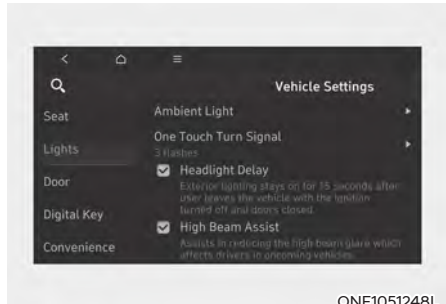 Vehicle Settings
Seat
Lights
Door
Digital Key
Convenience
Ambient Light
One Touch Turn Signal
3 flashes
Headlight Delay
Exterior lighting stays on for 15 seconds after
user leaves the vehicle with the ignition
turned off and doors closed.
High Beam Assist
Assists in reducing the high beam glare which
affects drivers in oncoming vehicles.
ONE1051248L